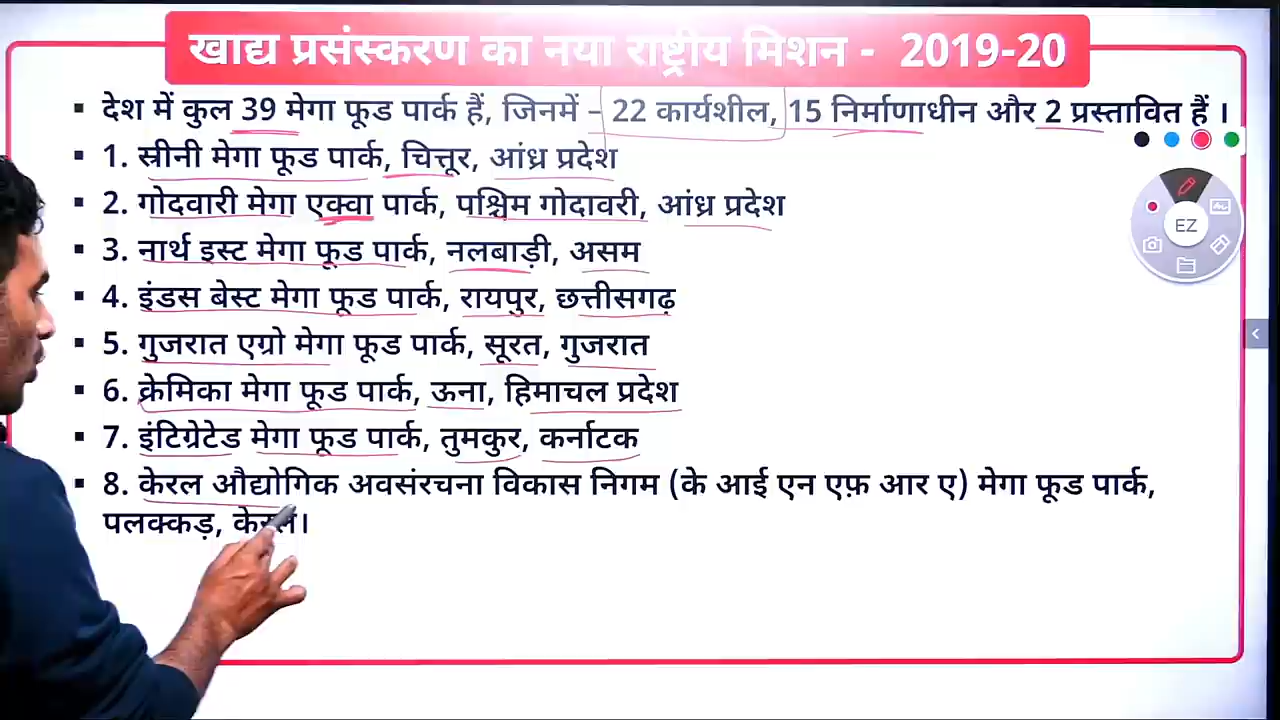 खाद्य प्रसंस्करण का नया राष्ट्रीय मिशन - 2019-20
▪ देश में कुल 39 मेगा फूड पार्क हैं, जिनमें – 22 कार्यशील, 15 निर्माणाधीन और 2 प्रस्तावित हैं ।
▪ 1. स्रीनी मेगा फूड पार्क, चित्तूर, आंध्र प्रदेश
▪ 2. गोदवारी मेगा एक्वा पार्क, पश्चिम गोदावरी, आंध्र प्रदेश
▪ 3. नार्थ इस्ट मेगा फूड पार्क, नलबाड़ी, असम
▪ 4. इंडस बेस्ट मेगा फूड पार्क, रायपुर, छत्तीसगढ़
▪ 5. गुजरात एग्रो मेगा फूड पार्क, सूरत, गुजरात
▪ 6. क्रेमिका मेगा फूड पार्क, ऊना, हिमाचल प्रदेश
▪ 7. इंटिग्रेटेड मेगा फूड पार्क, तुमकुर, कर्नाटक
▪ 8. केरल औद्योगिक अवसंरचना विकास निगम (के आई एन एफ़ आर ए) मेगा फूड पार्क,
पलक्कड़, केरल।
EZ